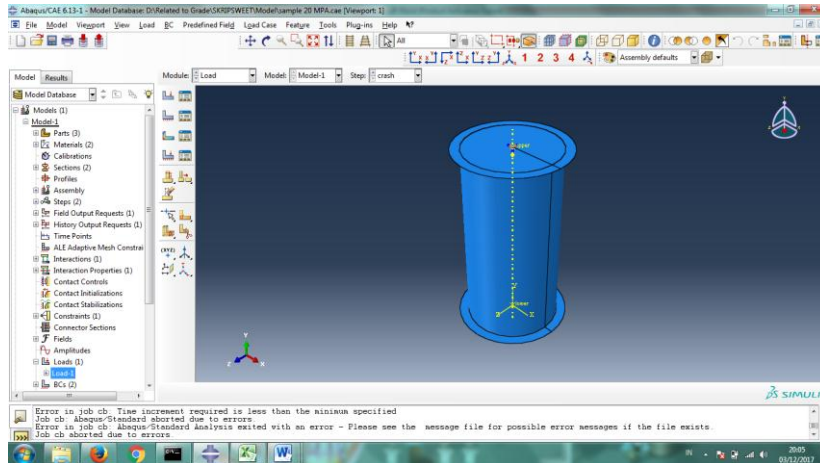 Abaqus/CAE 6.13-1 - Model Database: D:\Related to Grade\SKRIPSWEET\Model\sample 20 MPA.cae [Viewport: 1]
File Model Viewport View Load BC Predefined Field Load Case Feature Tools Plug-ins Help
All
1 2 3 4 Assembly defaults
Model Results Module: Load Model: Model-1 Step: crash
Model Database
Models (1)
Model-1
Parts (3)
Materials (2)
Calibrations
Sections (2)
Profiles
Assembly
Steps (2)
Field Output Requests (1)
History Output Requests (1)
Time Points
ALE Adaptive Mesh Constrai
Interactions (1)
Interaction Properties (1)
Contact Controls
Contact Initializations
Contact Stabilizations
Constraints (1)
Connector Sections
Fields
Amplitudes
Loads (1)
Load-1
BCs (2)
(XYZ)
Y
Z X
SIMULI
Error in job cb: Time increment required is less than the minimum specified
Job cb: Abaqus/Standard aborted due to errors.
Error in job cb: Abaqus/Standard Analysis exited with an error - Please see the message file for possible error messages if the file exists.
Job cb aborted due to errors.
IN
20:05
03/12/2017